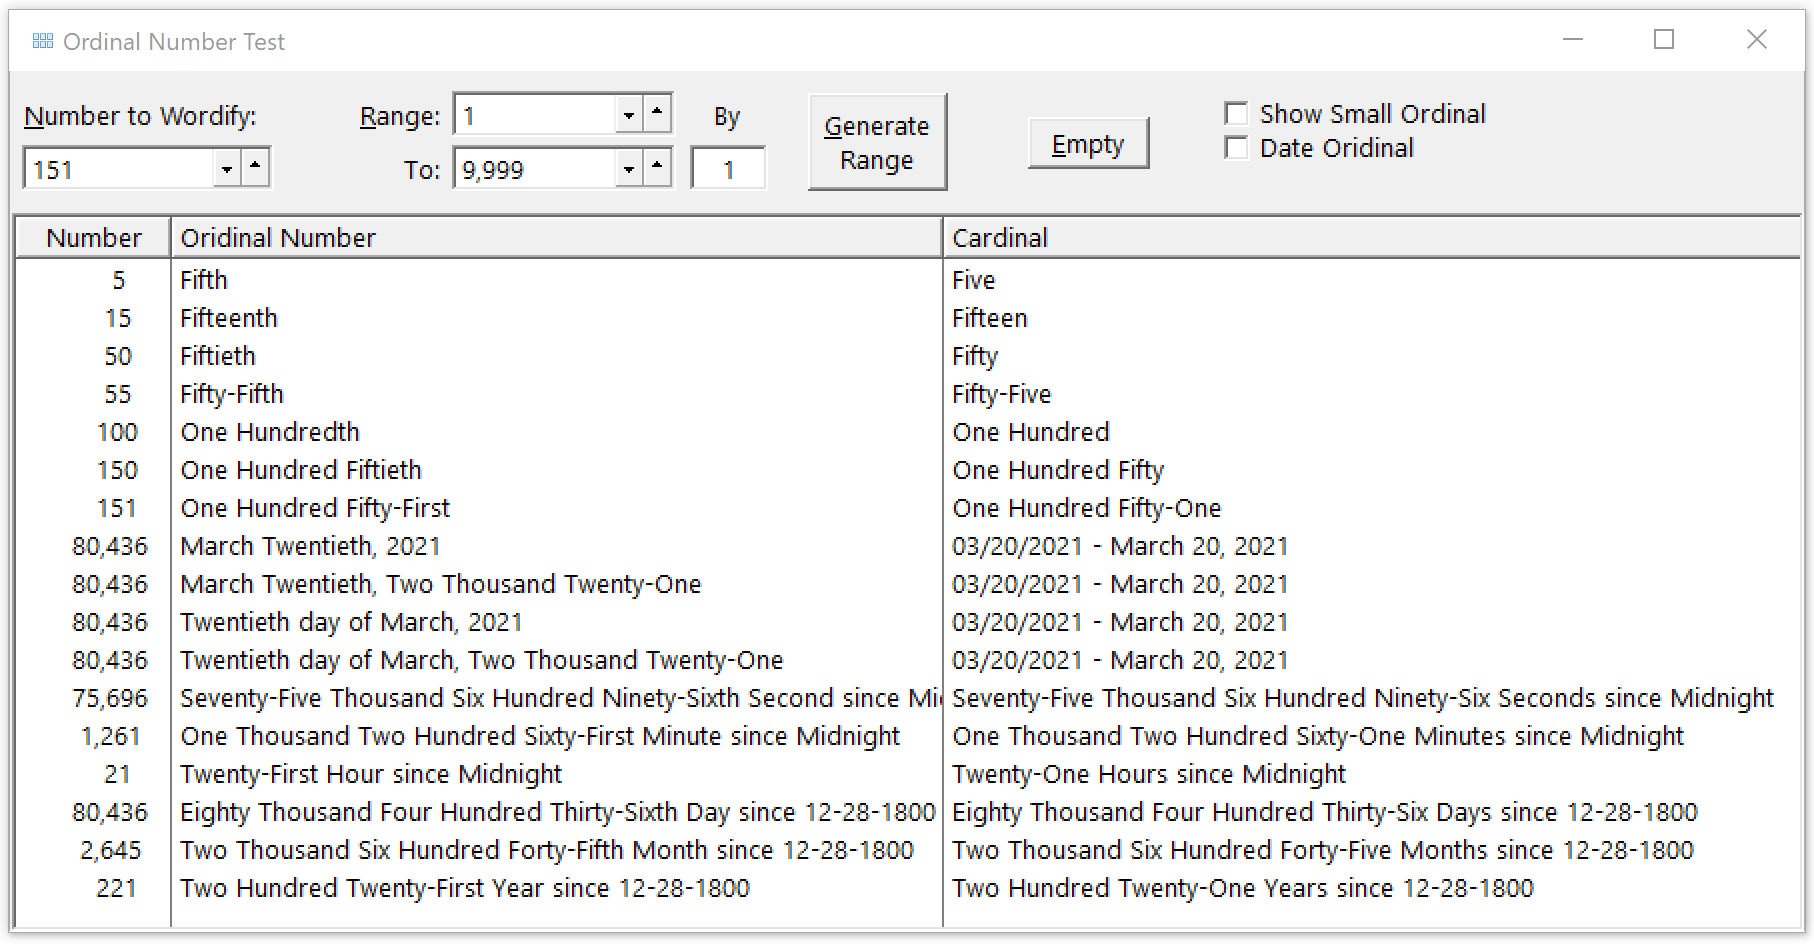 Ordinal Number Test
Number to Wordify: Range: 1 By Generate Range Empty Show Small Ordinal
151 To: 9,999 1 Date Oridinal
Number Oridinal Number Cardinal
5 Fifth Five
15 Fifteenth Fifteen
50 Fiftieth Fifty
55 Fifty-Fifth Fifty-Five
100 One Hundredth One Hundred
150 One Hundred Fiftieth One Hundred Fifty
151 One Hundred Fifty-First One Hundred Fifty-One
80,436 March Twentieth, 2021 03/20/2021 - March 20, 2021
80,436 March Twentieth, Two Thousand Twenty-One 03/20/2021 - March 20, 2021
80,436 Twentieth day of March, 2021 03/20/2021 - March 20, 2021
80,436 Twentieth day of March, Two Thousand Twenty-One 03/20/2021 - March 20, 2021
75,696 Seventy-Five Thousand Six Hundred Ninety-Sixth Second since Mi Seventy-Five Thousand Six Hundred Ninety-Six Seconds since Midnight
1,261 One Thousand Two Hundred Sixty-First Minute since Midnight One Thousand Two Hundred Sixty-One Minutes since Midnight
21 Twenty-First Hour since Midnight Twenty-One Hours since Midnight
80,436 Eighty Thousand Four Hundred Thirty-Sixth Day since 12-28-1800 Eighty Thousand Four Hundred Thirty-Six Days since 12-28-1800
2,645 Two Thousand Six Hundred Forty-Fifth Month since 12-28-1800 Two Thousand Six Hundred Forty-Five Months since 12-28-1800
221 Two Hundred Twenty-First Year since 12-28-1800 Two Hundred Twenty-One Years since 12-28-1800